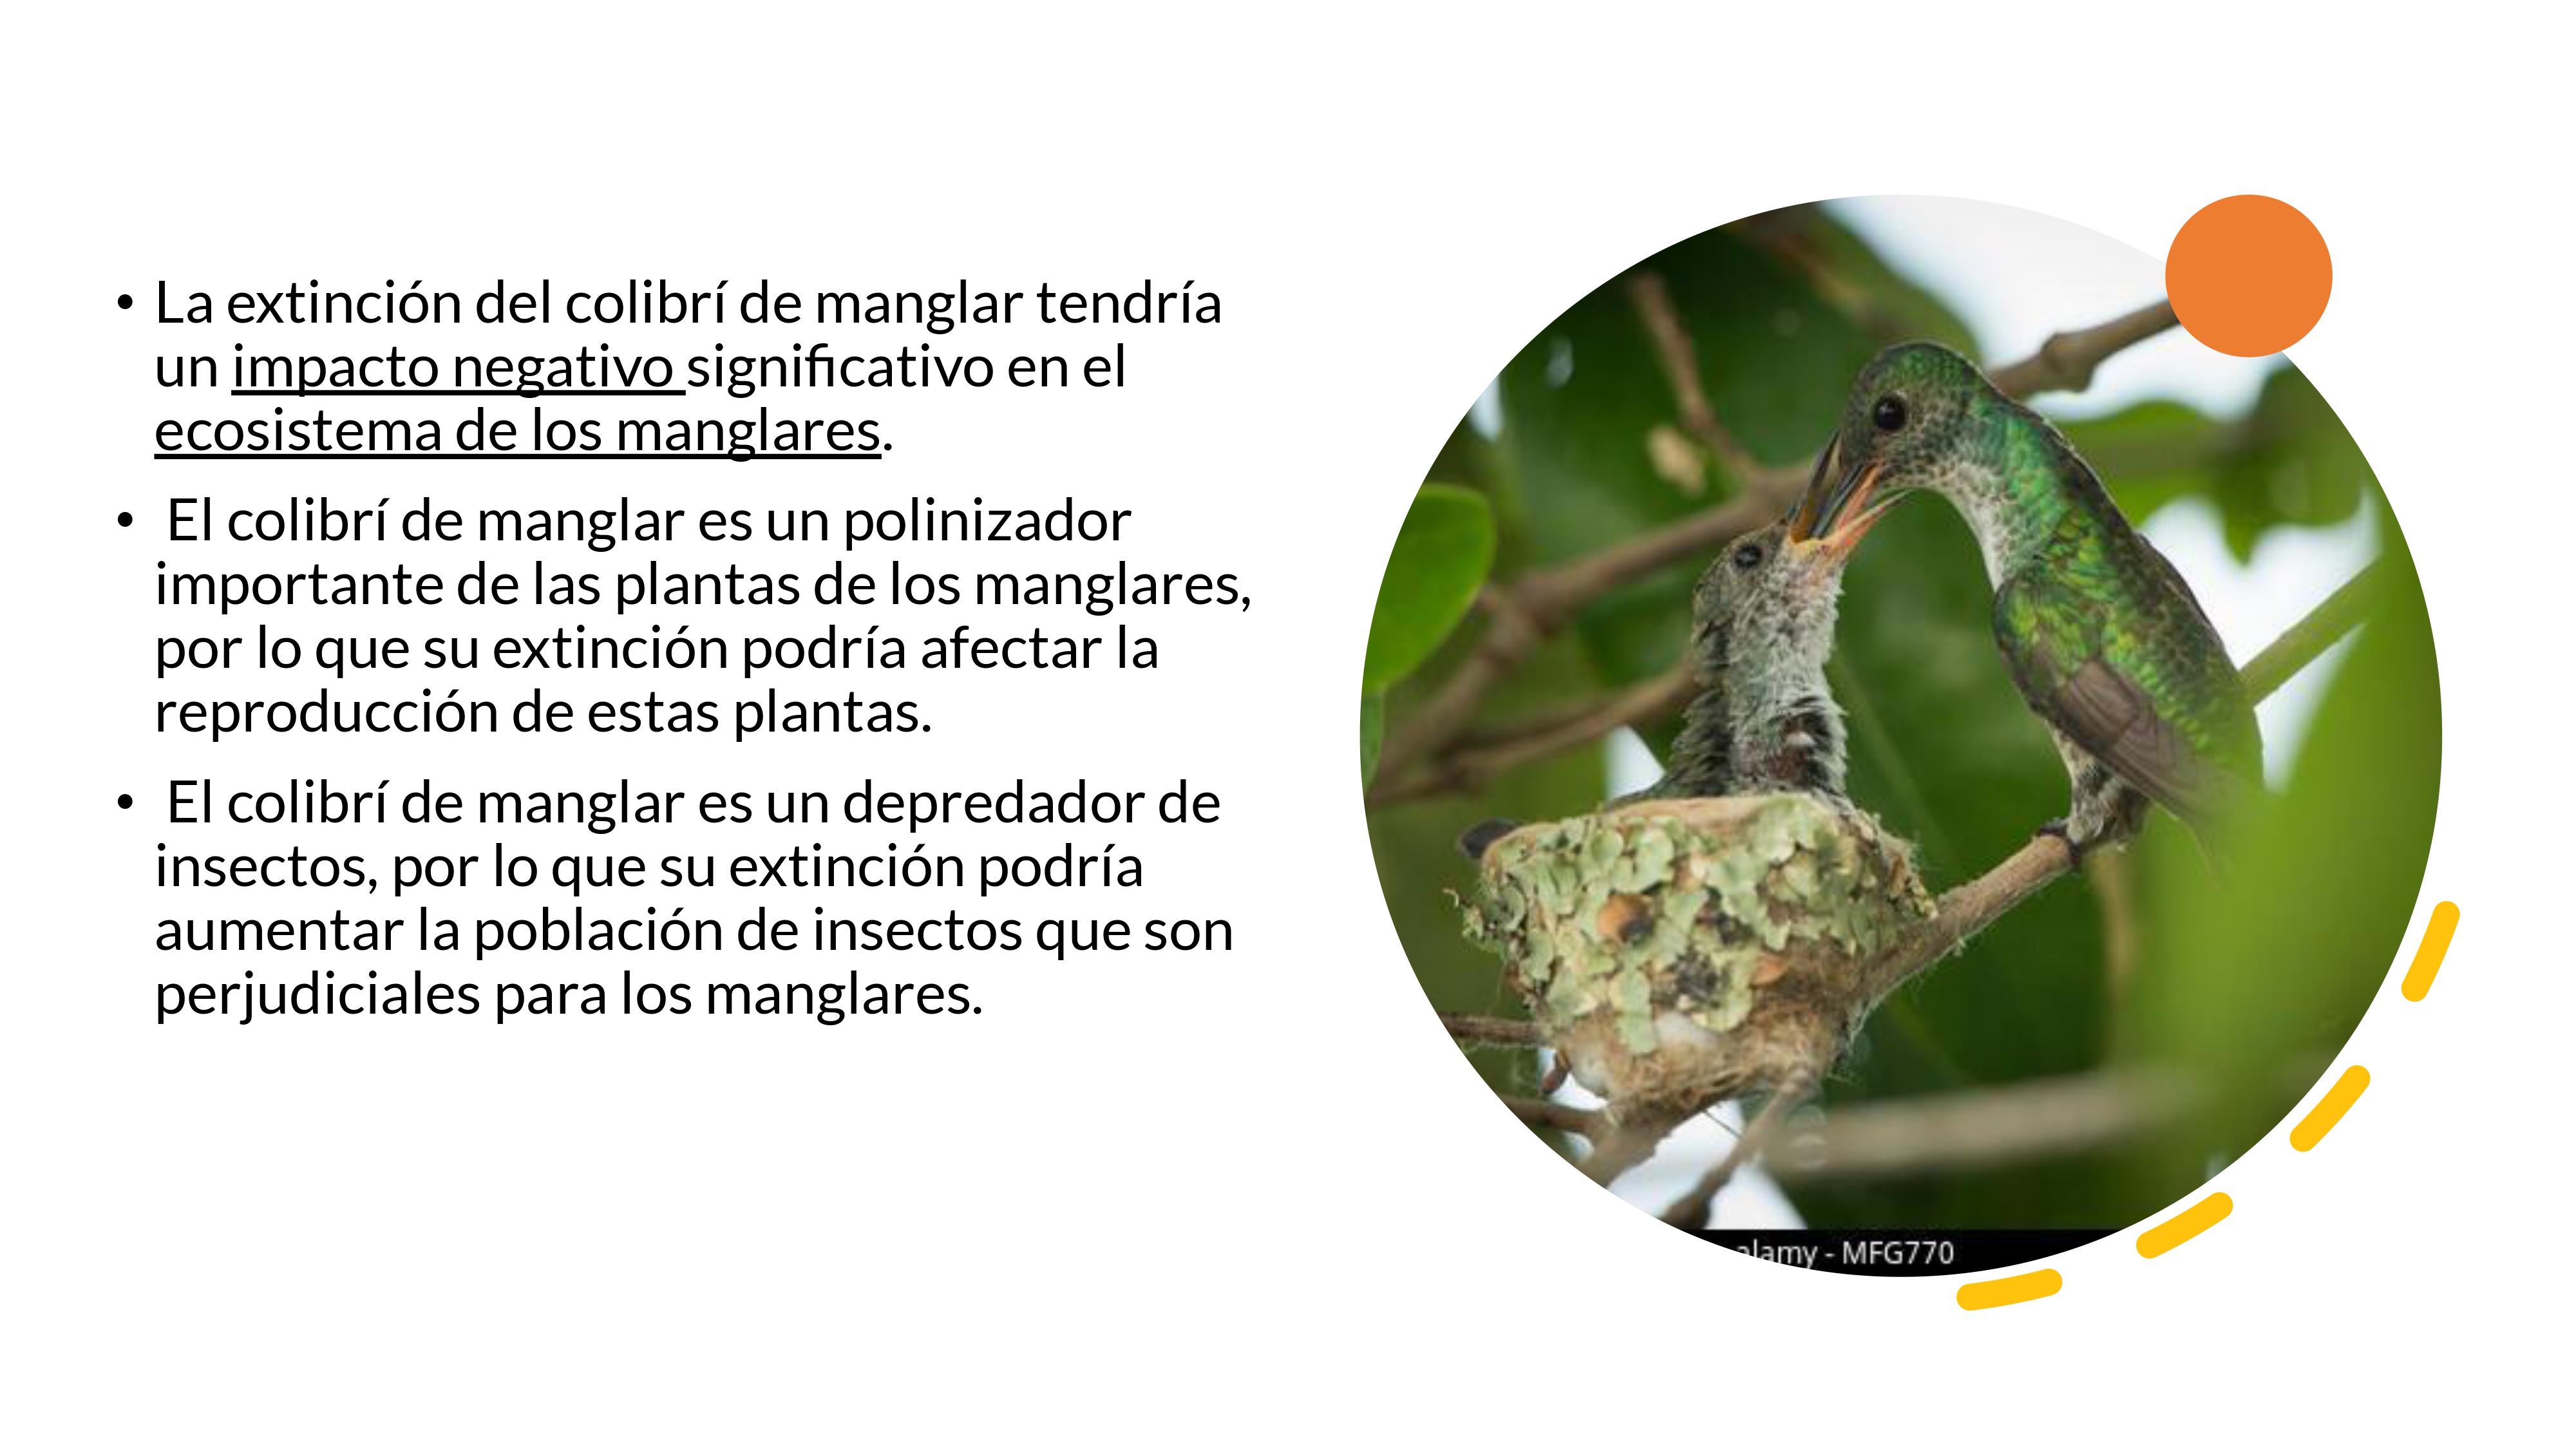 • La extinción del colibrí de manglar tendría
un impacto negativo significativo en el
ecosistema de los manglares.
• El colibrí de manglar es un polinizador
importante de las plantas de los manglares,
por lo que su extinción podría afectar la
reproducción de estas plantas.
• El colibrí de manglar es un depredador de
insectos, por lo que su extinción podría
aumentar la población de insectos que son
perjudiciales para los manglares.
alamy - MFG770